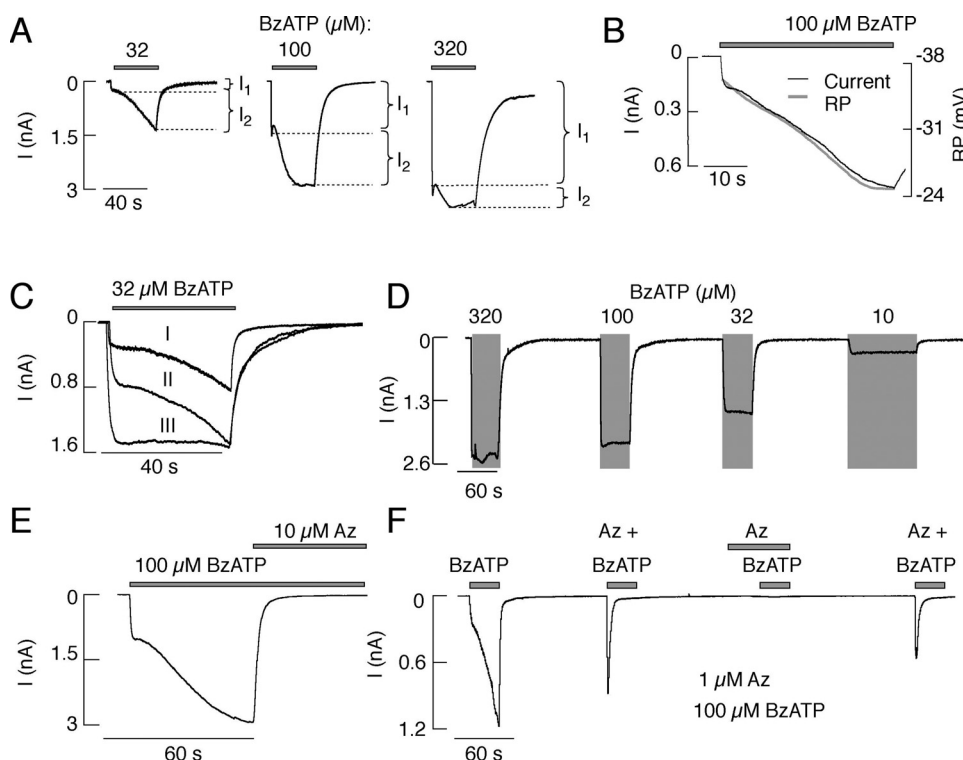 A
BzATP (µM):
32
100
320
0
1.5
3
I (nA)
I₁
I₂
I₁
I₂
I₁
I₂
40 s
B
100 µM BzATP
0
0.3
0.6
I (nA)
-38
-31
-24
RP (mV)
Current
RP
10 s
C
32 µM BzATP
0
0.8
1.6
I (nA)
I
II
III
40 s
D
BzATP (µM)
320
100
32
10
0
1.3
2.6
I (nA)
60 s
E
10 µM Az
100 µM BzATP
0
1.5
3
I (nA)
60 s
F
Az +
Az
Az +
BzATP
BzATP
BzATP
BzATP
0
0.6
1.2
I (nA)
1 µM Az
100 µM BzATP
60 s